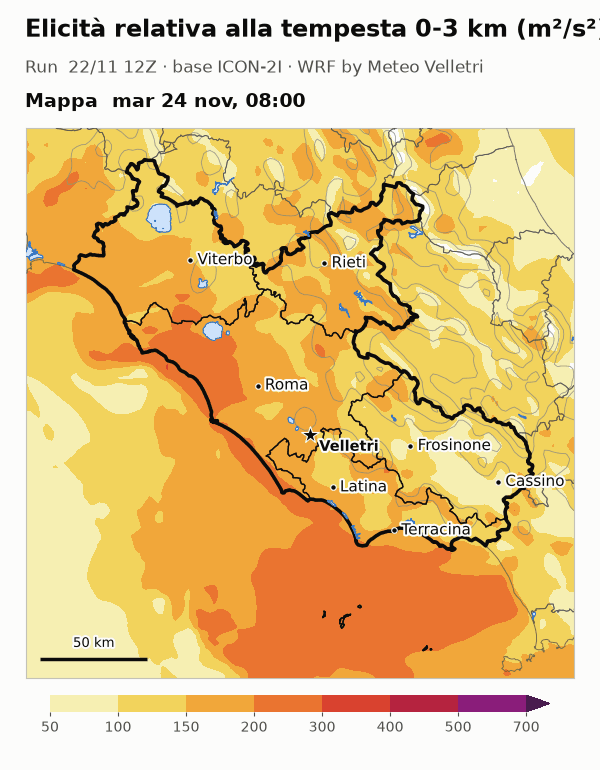 Elicità relativa alla tempesta 0-3 km (m²/s²)
Run  22/11 12Z · base ICON-2I · WRF by Meteo Velletri
Mappa  mar 24 nov, 08:00
Viterbo
Rieti
Roma
Velletri
Frosinone
Cassino
Latina
Terracina
50 km
50 100 150 200 300 400 500 700